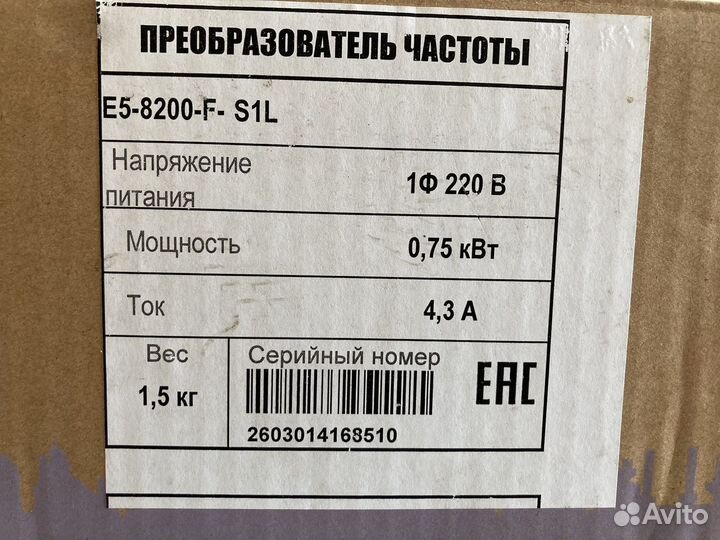 ПРЕОБРАЗОВАТЕЛЬ ЧАСТОТЫ
E5-8200-F- S1L
Напряжение
питания
1Ф 220 В
Мощность
0,75 кВт
Ток
4,3 А
Вес
1,5 кг
Серийный номер
2603014168510
EAC
Avito